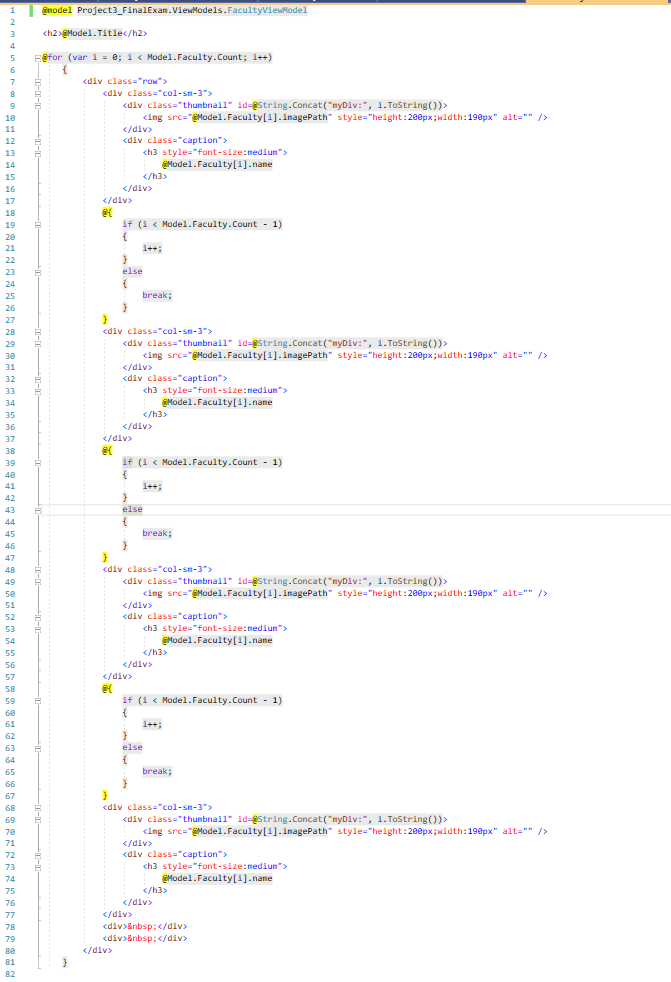 1 @model Project3_FinalExam.ViewModels.FacultyViewModel
2
3 <h2>@Model.Title</h2>
4
5 @for (var i = 0; i < Model.Faculty.Count; i++)
6 {
7 <div class="row">
8 <div class="col-sm-3">
9 <div class="thumbnail" id=@String.Concat("myDiv:", i.ToString())>
10 <img src="@Model.Faculty[i].imagePath" style="height:200px;width:190px" alt="" />
11 </div>
12 <div class="caption">
13 <h3 style="font-size:medium">
14 @Model.Faculty[i].name
15 </h3>
16 </div>
17 </div>
18 @{
19 if (i < Model.Faculty.Count - 1)
20 {
21 i++;
22 }
23 else
24 {
25 break;
26 }
27 }
28 <div class="col-sm-3">
29 <div class="thumbnail" id=@String.Concat("myDiv:", i.ToString())>
30 <img src="@Model.Faculty[i].imagePath" style="height:200px;width:190px" alt="" />
31 </div>
32 <div class="caption">
33 <h3 style="font-size:medium">
34 @Model.Faculty[i].name
35 </h3>
36 </div>
37 </div>
38 @{
39 if (i < Model.Faculty.Count - 1)
40 {
41 i++;
42 }
43 else
44 {
45 break;
46 }
47 }
48 <div class="col-sm-3">
49 <div class="thumbnail" id=@String.Concat("myDiv:", i.ToString())>
50 <img src="@Model.Faculty[i].imagePath" style="height:200px;width:190px" alt="" />
51 </div>
52 <div class="caption">
53 <h3 style="font-size:medium">
54 @Model.Faculty[i].name
55 </h3>
56 </div>
57 </div>
58 @{
59 if (i < Model.Faculty.Count - 1)
60 {
61 i++;
62 }
63 else
64 {
65 break;
66 }
67 }
68 <div class="col-sm-3">
69 <div class="thumbnail" id=@String.Concat("myDiv:", i.ToString())>
70 <img src="@Model.Faculty[i].imagePath" style="height:200px;width:190px" alt="" />
71 </div>
72 <div class="caption">
73 <h3 style="font-size:medium">
74 @Model.Faculty[i].name
75 </h3>
76 </div>
77 </div>
78 <div>&nbsp;</div>
79 <div>&nbsp;</div>
80 </div>
81 }
82